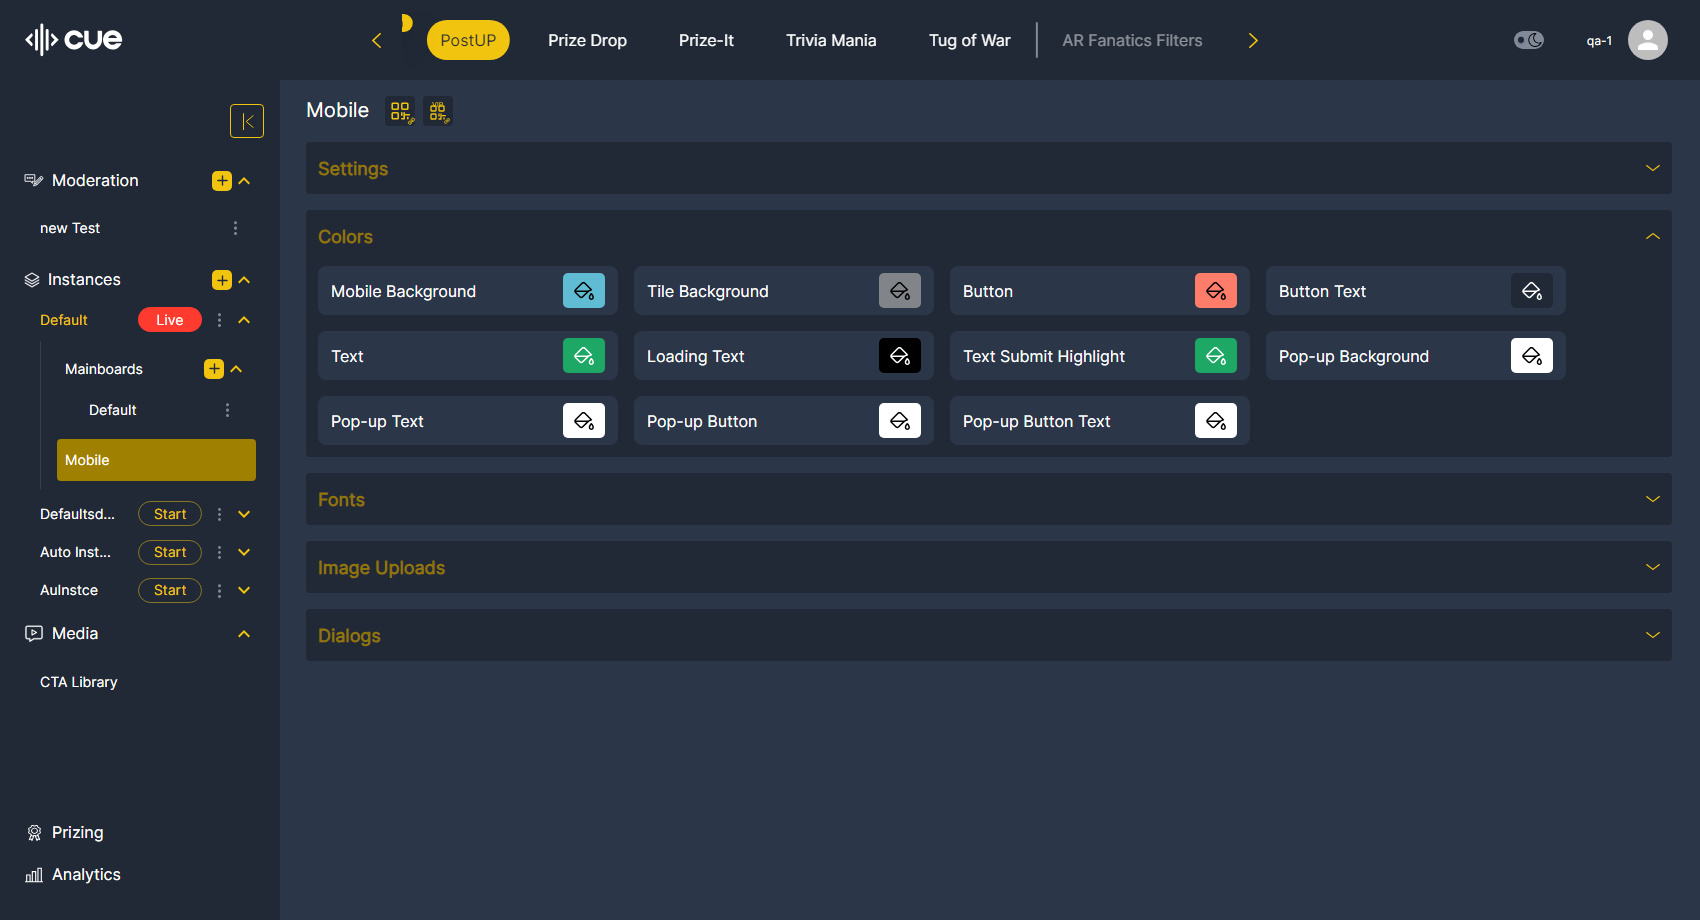 cue
PostUP
Prize Drop
Prize-It
Trivia Mania
Tug of War
AR Fanatics Filters
qa-1
Moderation
new Test
Instances
Default
Live
Mainboards
Default
Mobile
Defaultsd...
Start
Auto Inst...
Start
AuInstce
Start
Media
CTA Library
Prizing
Analytics
Mobile
VIP
Settings
Colors
Mobile Background
Tile Background
Button
Button Text
Text
Loading Text
Text Submit Highlight
Pop-up Background
Pop-up Text
Pop-up Button
Pop-up Button Text
Fonts
Image Uploads
Dialogs